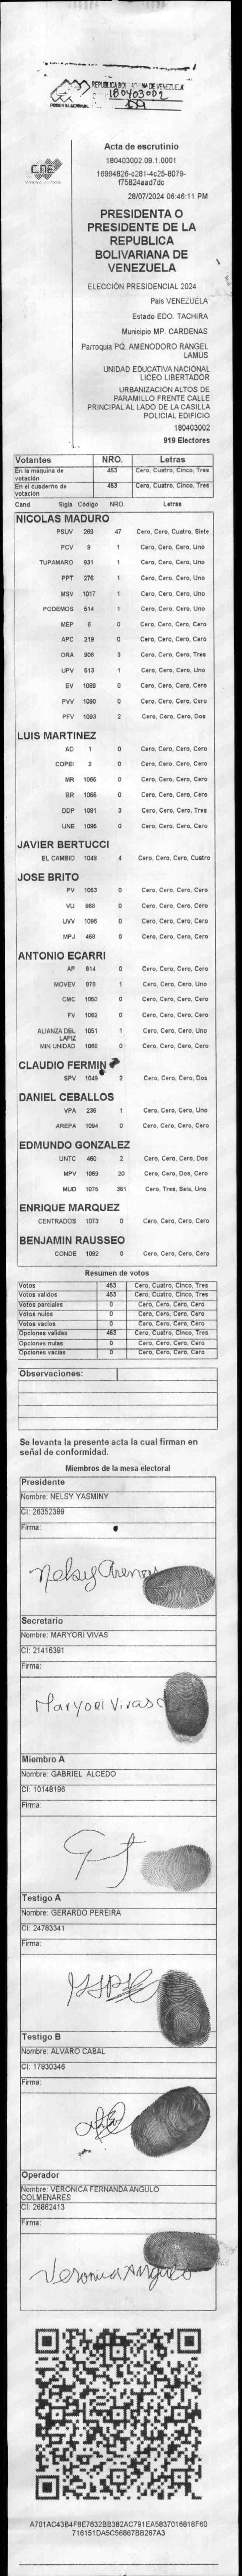 REPUBLICA BOLIVARIANA DE VENEZUELA
180403002
09
PODER ELECTORAL
CNE
Acta de escrutinio
180403002.09.1.0001
16994826-c281-4c25-8079-
f75824aad7dc
28/07/2024 06:46:11 PM
PRESIDENTA O
PRESIDENTE DE LA
REPUBLICA
BOLIVARIANA DE
VENEZUELA
ELECCIÓN PRESIDENCIAL 2024
País VENEZUELA
Estado EDO. TACHIRA
Municipio MP. CARDENAS
Parroquia PQ. AMENODORO RANGEL
LAMUS
UNIDAD EDUCATIVA NACIONAL
LICEO LIBERTADOR
URBANIZACION ALTOS DE
PARAMILLO FRENTE CALLE
PRINCIPAL AL LADO DE LA CASILLA
POLICIAL EDIFICIO
180403002
919 Electores
Votantes NRO. Letras
En la máquina de votación 453 Cero, Cuatro, Cinco, Tres
En el cuaderno de votación 453 Cero, Cuatro, Cinco, Tres
Cand. Sigla Código NRO. Letras
NICOLAS MADURO
PSUV 269 47 Cero, Cero, Cuatro, Siete
PCV 9 1 Cero, Cero, Cero, Uno
TUPAMARO 931 1 Cero, Cero, Cero, Uno
PPT 276 1 Cero, Cero, Cero, Uno
MSV 1017 1 Cero, Cero, Cero, Uno
PODEMOS 514 1 Cero, Cero, Cero, Uno
MEP 6 0 Cero, Cero, Cero, Cero
APC 219 0 Cero, Cero, Cero, Cero
ORA 906 3 Cero, Cero, Cero, Tres
UPV 513 1 Cero, Cero, Cero, Uno
EV 1089 0 Cero, Cero, Cero, Cero
PVV 1090 0 Cero, Cero, Cero, Cero
PFV 1093 2 Cero, Cero, Cero, Dos
LUIS MARTINEZ
AD 1 0 Cero, Cero, Cero, Cero
COPEI 2 0 Cero, Cero, Cero, Cero
MR 1065 0 Cero, Cero, Cero, Cero
BR 1066 0 Cero, Cero, Cero, Cero
DDP 1091 3 Cero, Cero, Cero, Tres
UNE 1095 0 Cero, Cero, Cero, Cero
JAVIER BERTUCCI
EL CAMBIO 1048 4 Cero, Cero, Cero, Cuatro
JOSE BRITO
PV 1053 0 Cero, Cero, Cero, Cero
VU 868 0 Cero, Cero, Cero, Cero
UVV 1096 0 Cero, Cero, Cero, Cero
MPJ 458 0 Cero, Cero, Cero, Cero
ANTONIO ECARRI
AP 814 0 Cero, Cero, Cero, Cero
MOVEV 879 1 Cero, Cero, Cero, Uno
CMC 1050 0 Cero, Cero, Cero, Cero
FV 1062 0 Cero, Cero, Cero, Cero
ALIANZA DEL LAPIZ 1051 1 Cero, Cero, Cero, Uno
MIN UNIDAD 1068 0 Cero, Cero, Cero, Cero
CLAUDIO FERMIN
SPV 1049 2 Cero, Cero, Cero, Dos
DANIEL CEBALLOS
VPA 236 1 Cero, Cero, Cero, Uno
AREPA 1094 0 Cero, Cero, Cero, Cero
EDMUNDO GONZALEZ
UNTC 460 2 Cero, Cero, Cero, Dos
MPV 1069 20 Cero, Cero, Dos, Cero
MUD 1076 361 Cero, Tres, Seis, Uno
ENRIQUE MARQUEZ
CENTRADOS 1073 0 Cero, Cero, Cero, Cero
BENJAMIN RAUSSEO
CONDE 1092 0 Cero, Cero, Cero, Cero
Resumen de votos
Votos 453 Cero, Cuatro, Cinco, Tres
Votos validos 453 Cero, Cuatro, Cinco, Tres
Votos parciales 0 Cero, Cero, Cero, Cero
Votos nulos 0 Cero, Cero, Cero, Cero
Votos vacios 0 Cero, Cero, Cero, Cero
Opciones validas 453 Cero, Cuatro, Cinco, Tres
Opciones nulas 0 Cero, Cero, Cero, Cero
Opciones vacias 0 Cero, Cero, Cero, Cero
Observaciones:
Se levanta la presente acta la cual firman en
señal de conformidad.
Miembros de la mesa electoral
Presidente
Nombre: NELSY YASMINY
CI: 26352399
Firma:
Nelsy Arenas
Secretario
Nombre: MARYORI VIVAS
CI: 21416391
Firma:
Maryori Vivas
Miembro A
Nombre: GABRIEL ALCEDO
CI: 10148196
Firma:
Testigo A
Nombre: GERARDO PEREIRA
CI: 24783341
Firma:
Testigo B
Nombre: ALVARO CABAL
CI: 17930346
Firma:
Operador
Nombre: VERONICA FERNANDA ANGULO
COLMENARES
CI: 26862413
Firma:
Veronica Angulo
A701AC43B4F8E7632BB382AC791EA5837016818F60
716151DA5C56867BB267A3